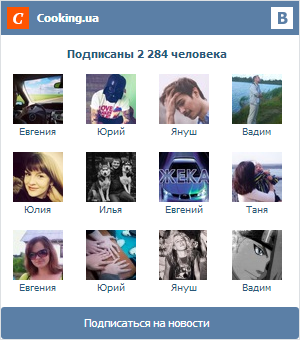 C Cooking.ua B
Подписаны 2 284 человека
Евгения Юрий Януш Вадим
ЖЕКА
Юлия Илья Евгений Таня
Евгения Юрий Януш Вадим
Подписаться на новости